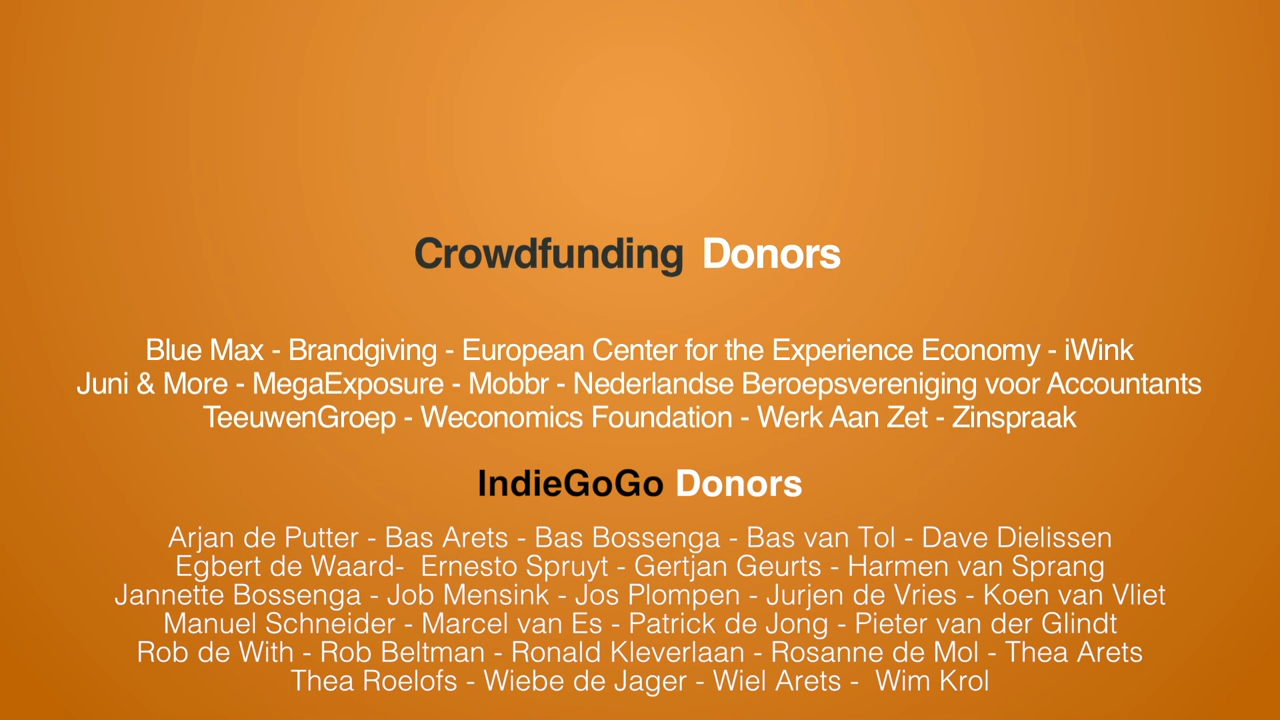 Crowdfunding Donors
Blue Max - Brandgiving - European Center for the Experience Economy - iWink
Juni & More - MegaExposure - Mobbr - Nederlandse Beroepsvereniging voor Accountants
TeeuwenGroep - Weconomics Foundation - Werk Aan Zet - Zinspraak
IndieGoGo Donors
Arjan de Putter - Bas Arets - Bas Bossenga - Bas van Tol - Dave Dielissen
Egbert de Waard-  Ernesto Spruyt - Gertjan Geurts - Harmen van Sprang
Jannette Bossenga - Job Mensink - Jos Plompen - Jurjen de Vries - Koen van Vliet
Manuel Schneider - Marcel van Es - Patrick de Jong - Pieter van der Glindt
Rob de With - Rob Beltman - Ronald Kleverlaan - Rosanne de Mol - Thea Arets
Thea Roelofs - Wiebe de Jager - Wiel Arets -  Wim Krol